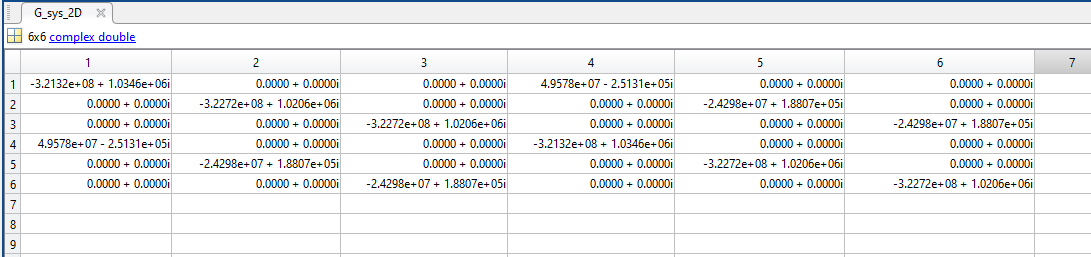 G_sys_2D
6x6 complex double
1 2 3 4 5 6 7
1 -3.2132e+08 + 1.0346e+06i 0.0000 + 0.0000i 0.0000 + 0.0000i 4.9578e+07 - 2.5131e+05i 0.0000 + 0.0000i 0.0000 + 0.0000i
2 0.0000 + 0.0000i -3.2272e+08 + 1.0206e+06i 0.0000 + 0.0000i 0.0000 + 0.0000i -2.4298e+07 + 1.8807e+05i 0.0000 + 0.0000i
3 0.0000 + 0.0000i 0.0000 + 0.0000i -3.2272e+08 + 1.0206e+06i 0.0000 + 0.0000i 0.0000 + 0.0000i -2.4298e+07 + 1.8807e+05i
4 4.9578e+07 - 2.5131e+05i 0.0000 + 0.0000i 0.0000 + 0.0000i -3.2132e+08 + 1.0346e+06i 0.0000 + 0.0000i 0.0000 + 0.0000i
5 0.0000 + 0.0000i -2.4298e+07 + 1.8807e+05i 0.0000 + 0.0000i 0.0000 + 0.0000i -3.2272e+08 + 1.0206e+06i 0.0000 + 0.0000i
6 0.0000 + 0.0000i 0.0000 + 0.0000i -2.4298e+07 + 1.8807e+05i 0.0000 + 0.0000i 0.0000 + 0.0000i -3.2272e+08 + 1.0206e+06i
7
8
9